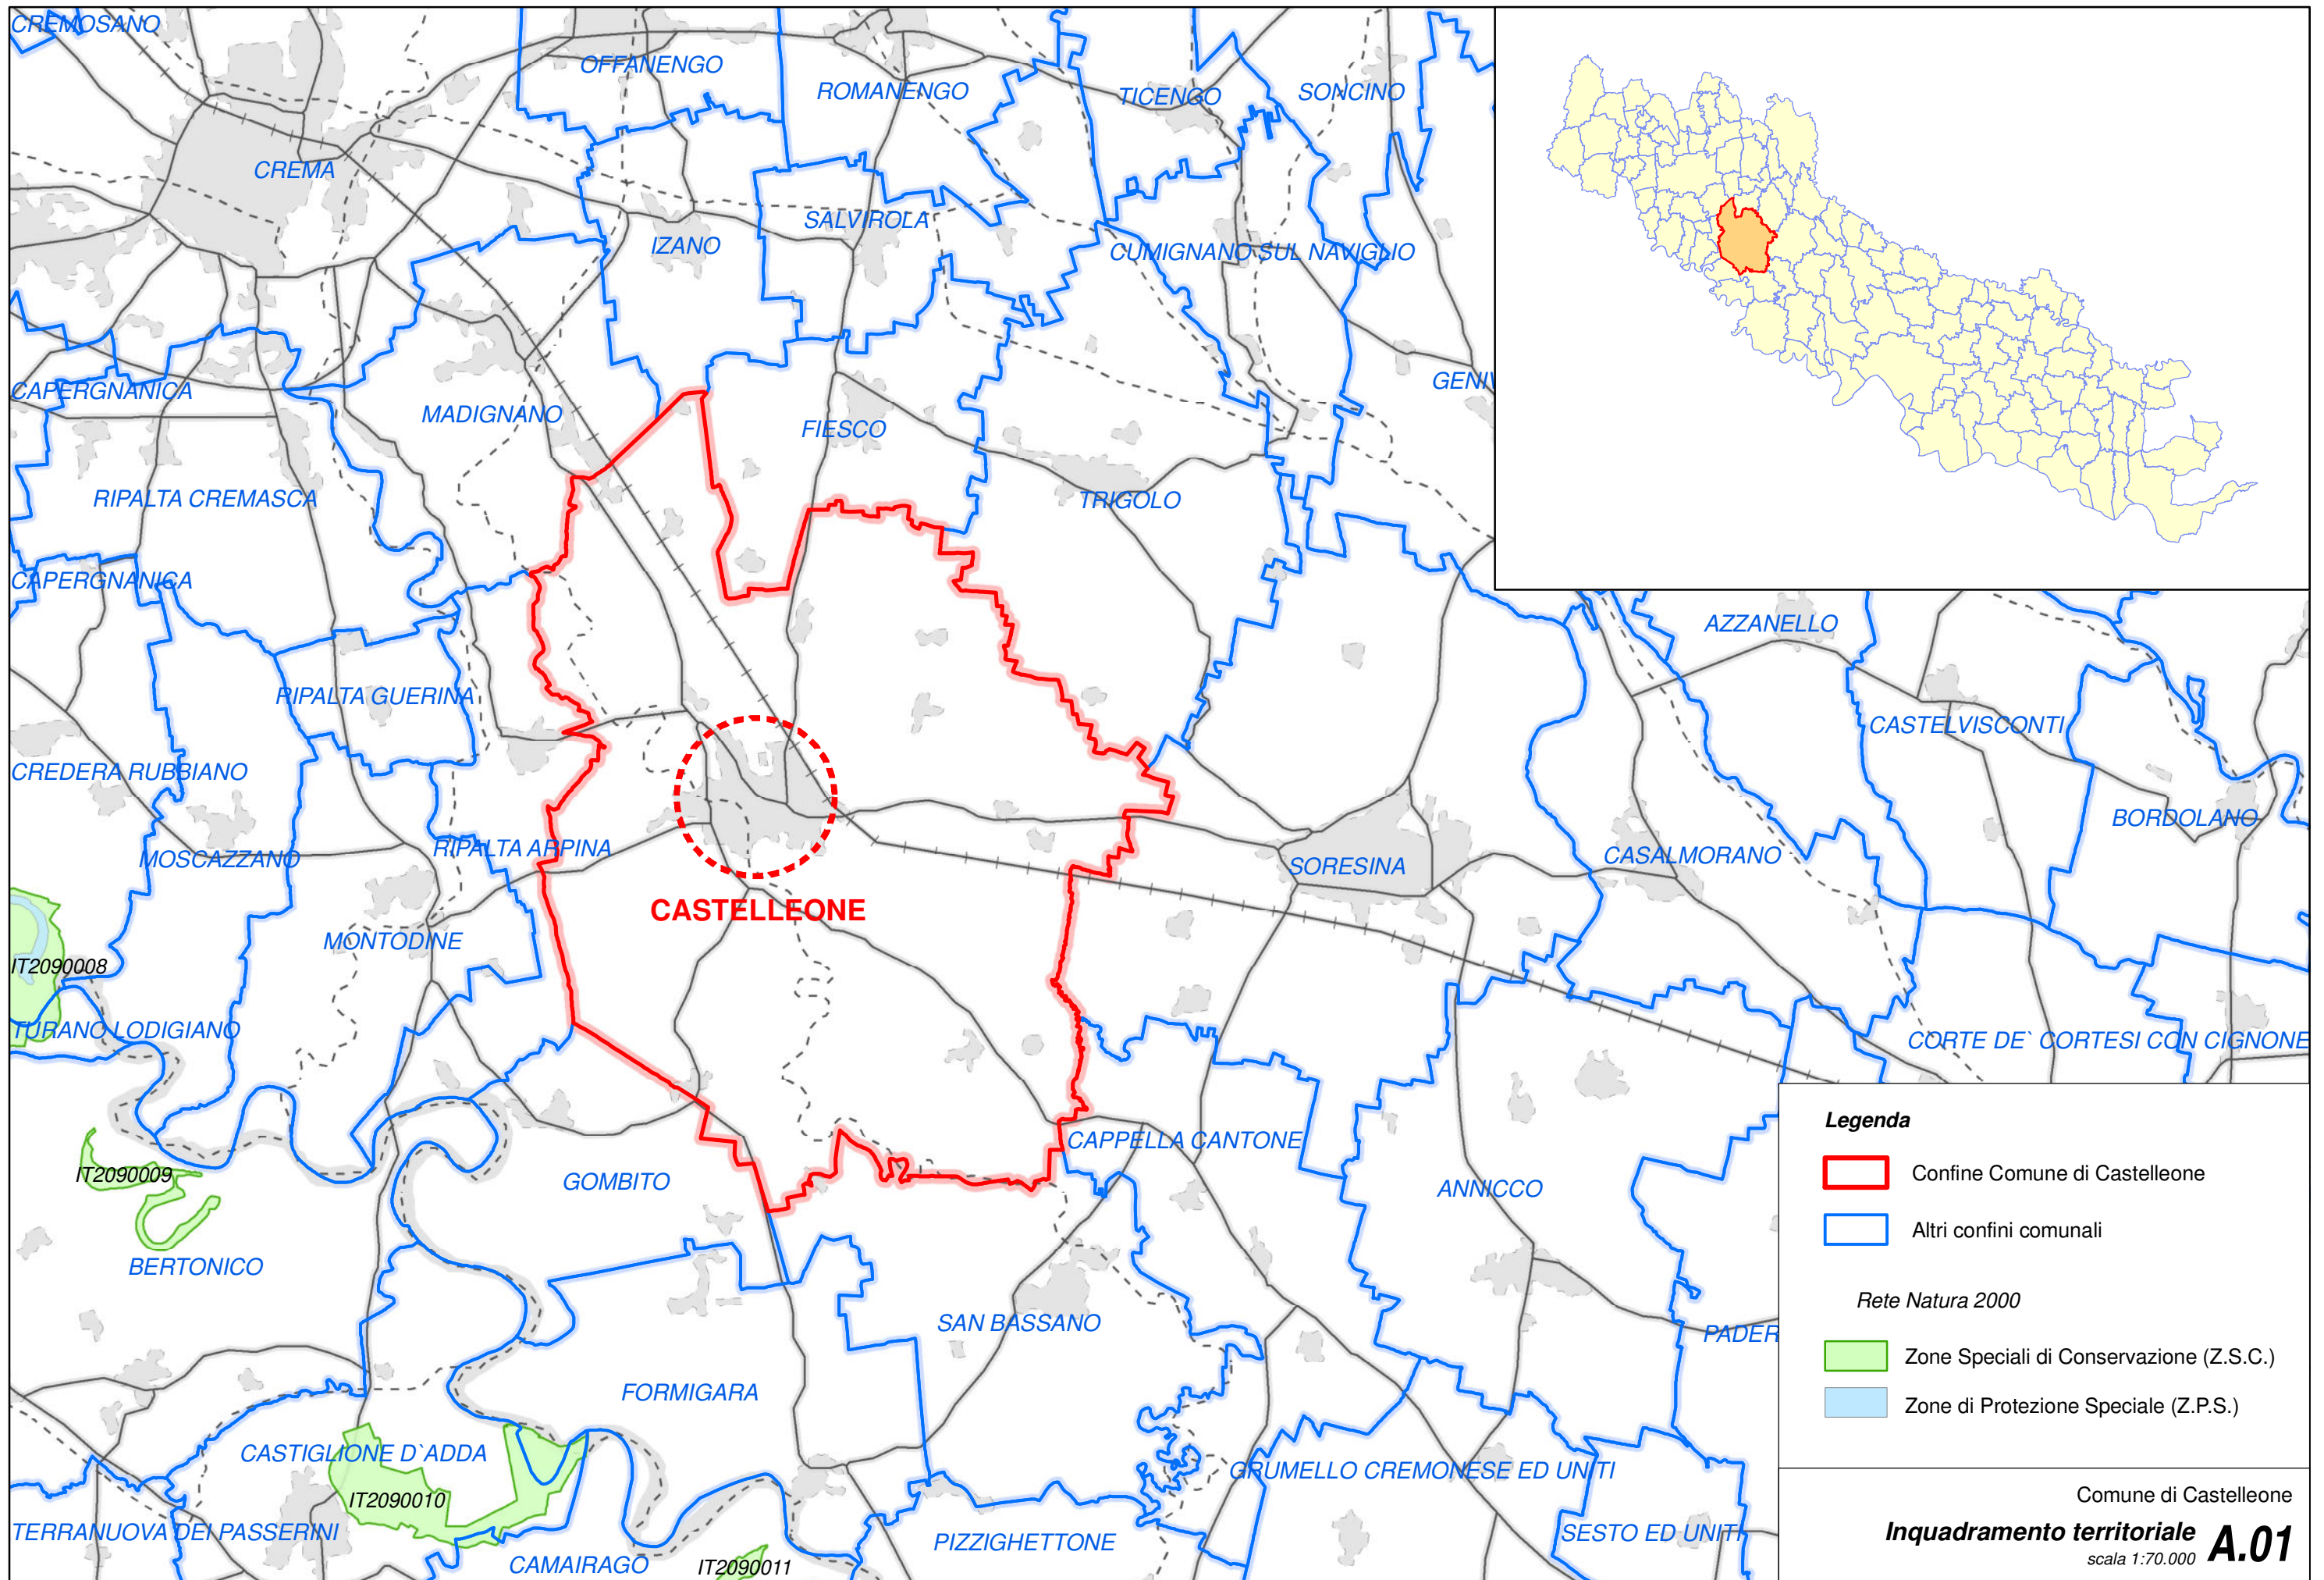 CREMOSANO
OFFANENGO
ROMANENGO
TICENGO
SONCINO
CREMA
SALVIROLA
IZANO
CUMIGNANO SUL NAVIGLIO
CAPERGNANICA
GENIV
MADIGNANO
FIESCO
RIPALTA CREMASCA
TRIGOLO
CAPERGNANICA
AZZANELLO
RIPALTA GUERINA
CASTELVISCONTI
CREDERA RUBBIANO
BORDOLANO
RIPALTA ARPINA
MOSCAZZANO
SORESINA
CASALMORANO
CASTELLEONE
MONTODINE
IT2090008
TURANO LODIGIANO
CORTE DE` CORTESI CON CIGNONE
CAPPELLA CANTONE
IT2090009
GOMBITO
ANNICCO
BERTONICO
SAN BASSANO
PADER
FORMIGARA
CASTIGLIONE D`ADDA
GRUMELLO CREMONESE ED UNITI
IT2090010
TERRANUOVA DEI PASSERINI
SESTO ED UNITI
PIZZIGHETTONE
CAMAIRAGO
IT2090011
Legenda
Confine Comune di Castelleone
Altri confini comunali
Rete Natura 2000
Zone Speciali di Conservazione (Z.S.C.)
Zone di Protezione Speciale (Z.P.S.)
Comune di Castelleone
Inquadramento territoriale
scala 1:70.000
A.01